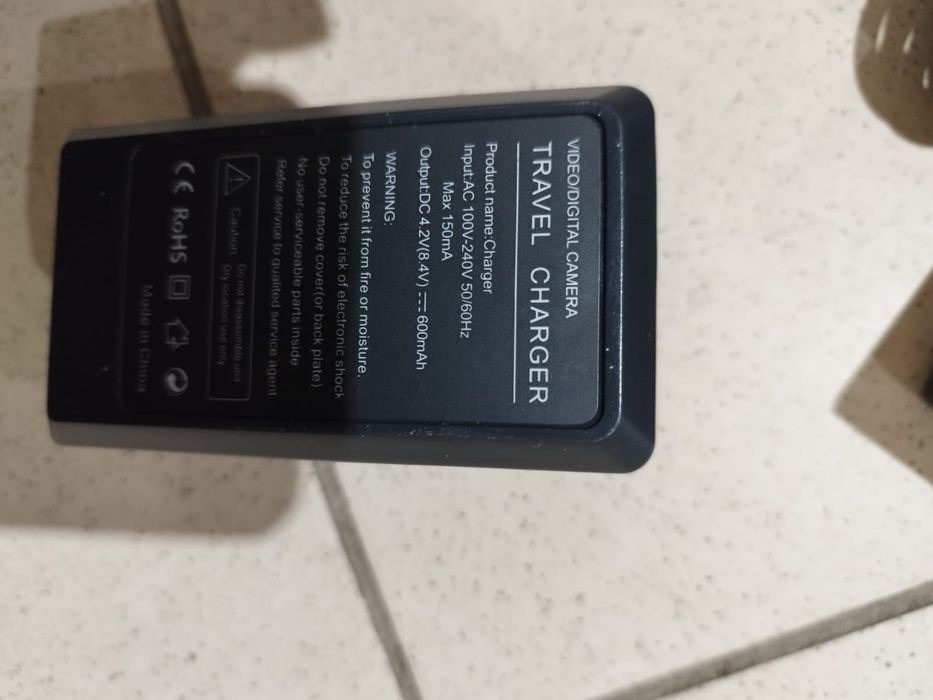 VIDEO/DIGITAL CAMERA
TRAVEL CHARGER
Product name:Charger
Input:AC 100V-240V 50/60Hz
Max 150mA
Output:DC 4.2V(8.4V) ⎓ 600mAh
WARNING:
To prevent it from fire or moisture.
To reduce the risk of electronic shock
Do not remove cover(or back plate)
No user-serviceable parts inside.
Refer service to qualified service agent
Caution: Do not disassemble unit
Dry location use only
CE RoHS
Made in China